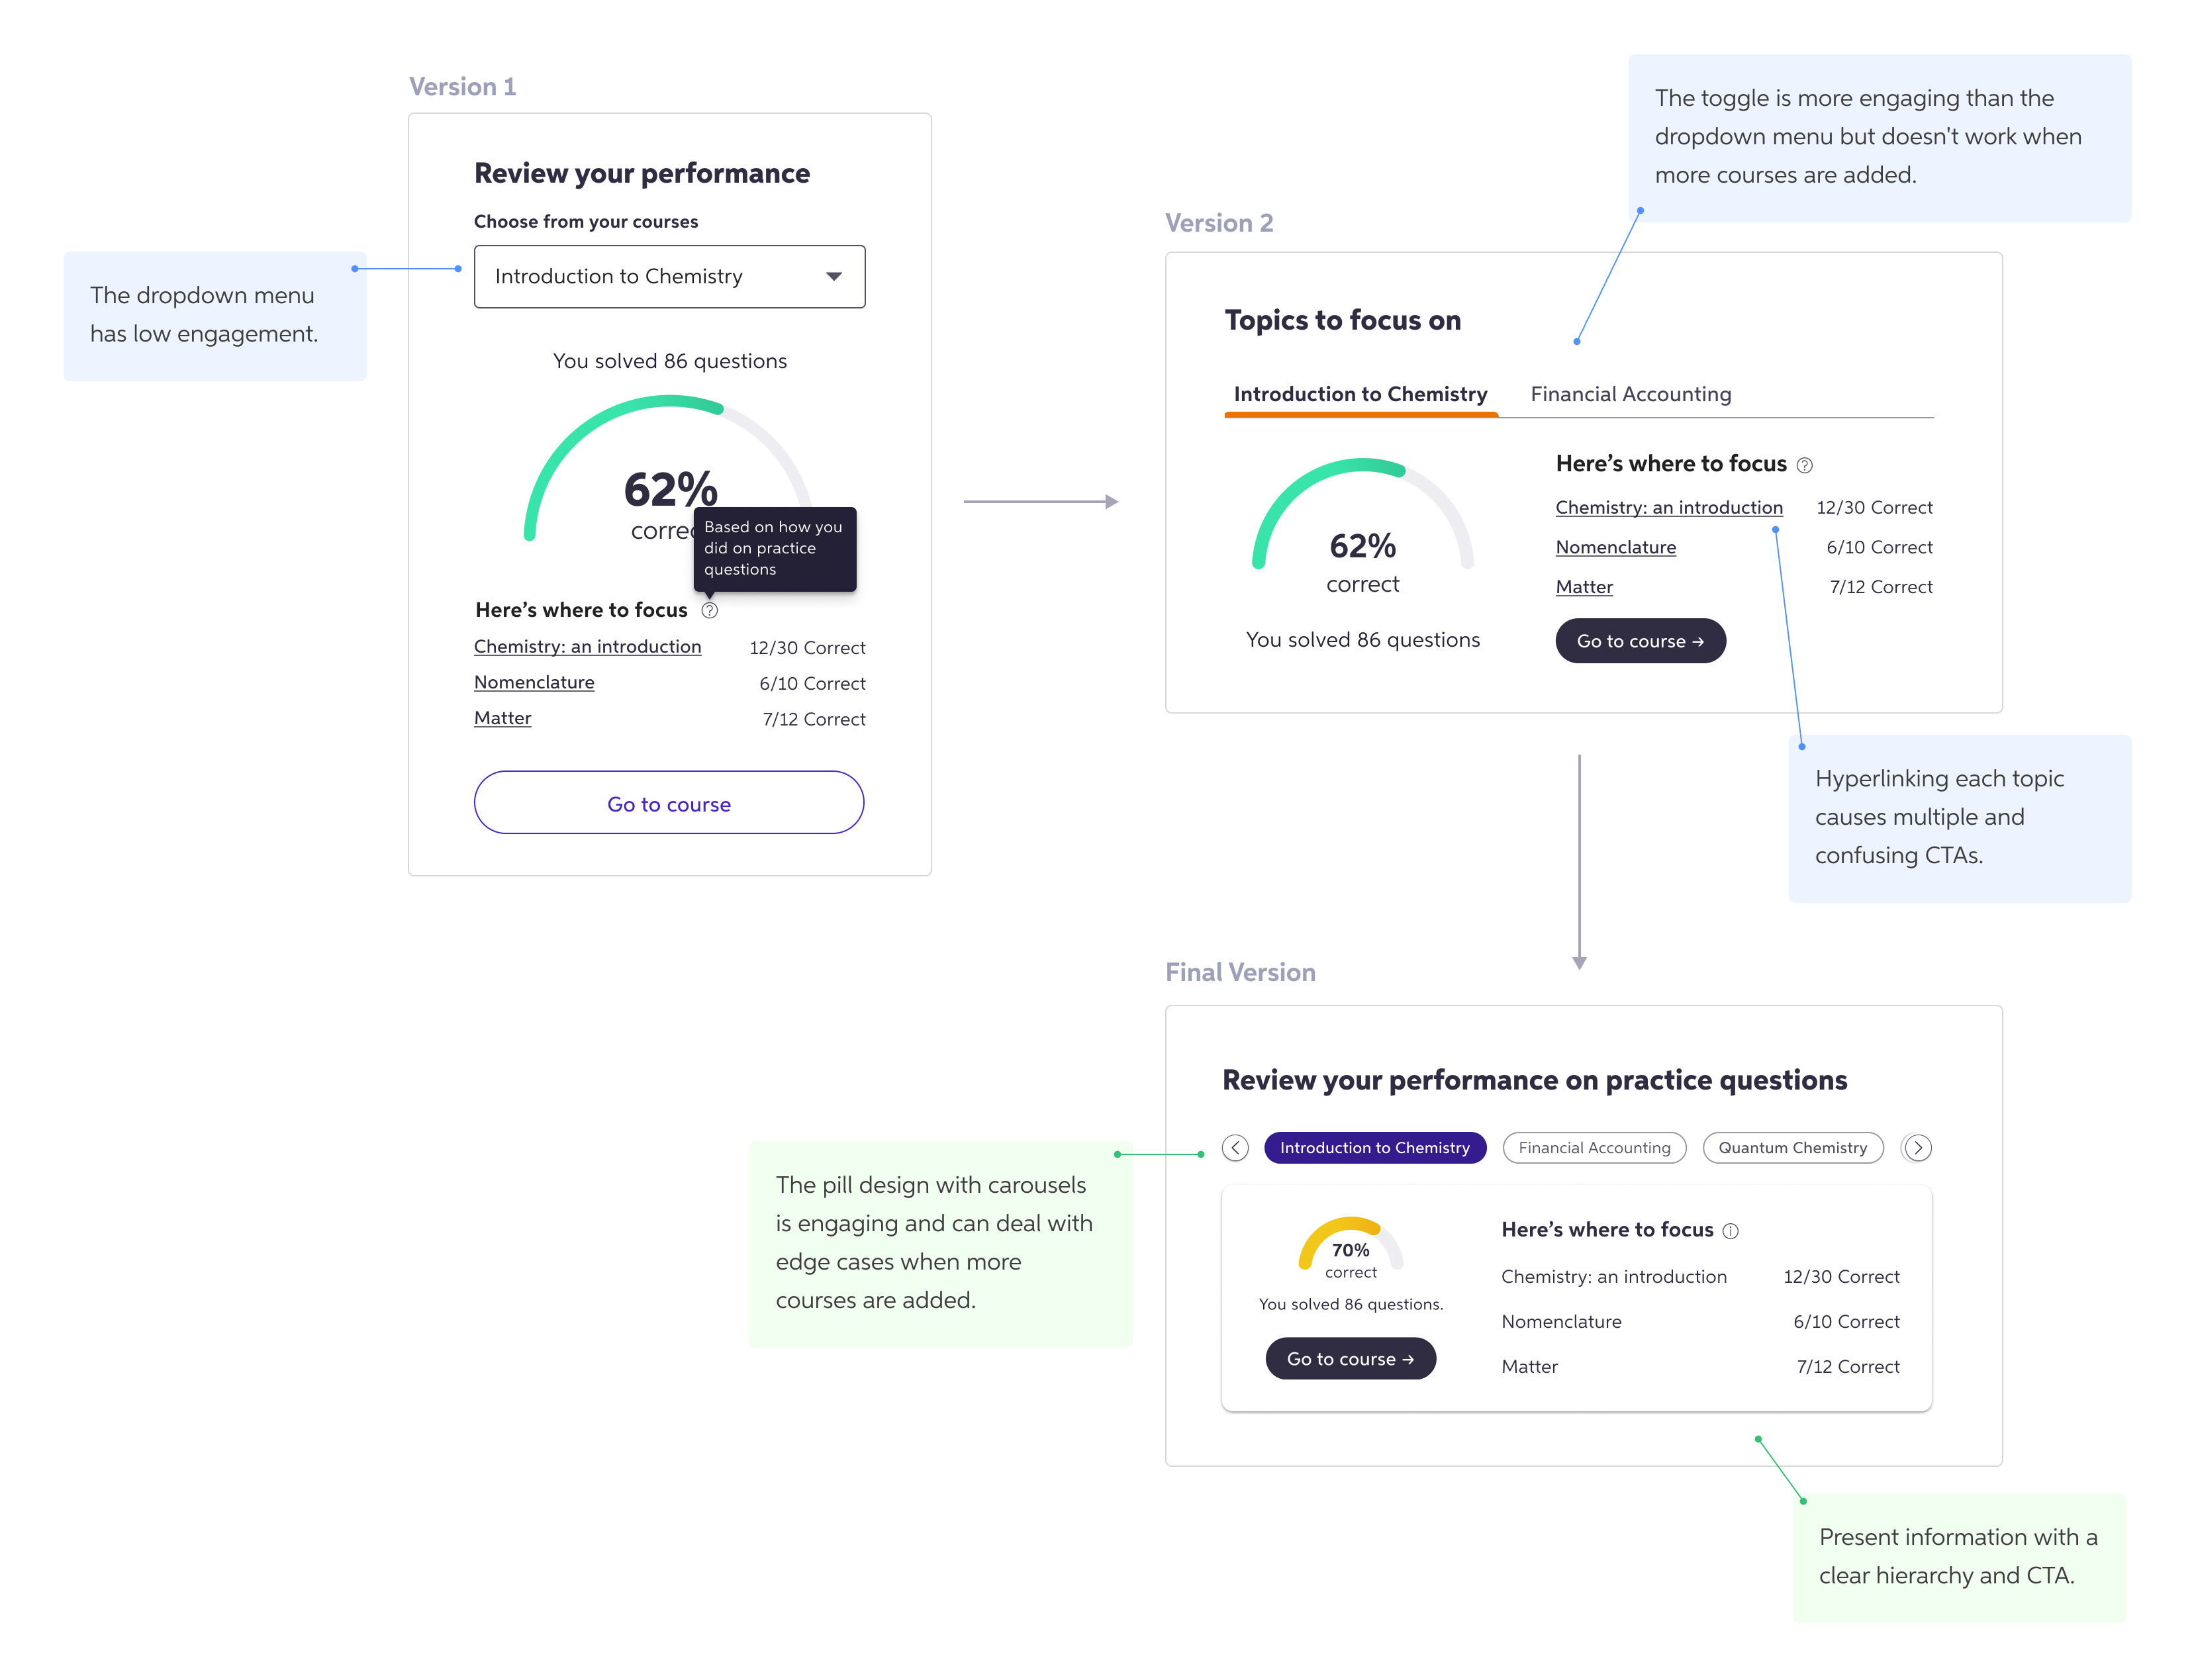 Version 1
Review your performance
Choose from your courses
Introduction to Chemistry
You solved 86 questions
62%
correc
Based on how you
did on practice
questions
Here's where to focus ?
Chemistry: an introduction 12/30 Correct
Nomenclature 6/10 Correct
Matter 7/12 Correct
Go to course
The dropdown menu
has low engagement.
The toggle is more engaging than the
dropdown menu but doesn't work when
more courses are added.
Version 2
Topics to focus on
Introduction to Chemistry Financial Accounting
62%
correct
You solved 86 questions
Here’s where to focus ?
Chemistry: an introduction 12/30 Correct
Nomenclature 6/10 Correct
Matter 7/12 Correct
Go to course →
Hyperlinking each topic
causes multiple and
confusing CTAs.
Final Version
Review your performance on practice questions
Introduction to Chemistry Financial Accounting Quantum Chemistry
70%
correct
You solved 86 questions.
Go to course →
Here’s where to focus i
Chemistry: an introduction 12/30 Correct
Nomenclature 6/10 Correct
Matter 7/12 Correct
The pill design with carousels
is engaging and can deal with
edge cases when more
courses are added.
Present information with a
clear hierarchy and CTA.